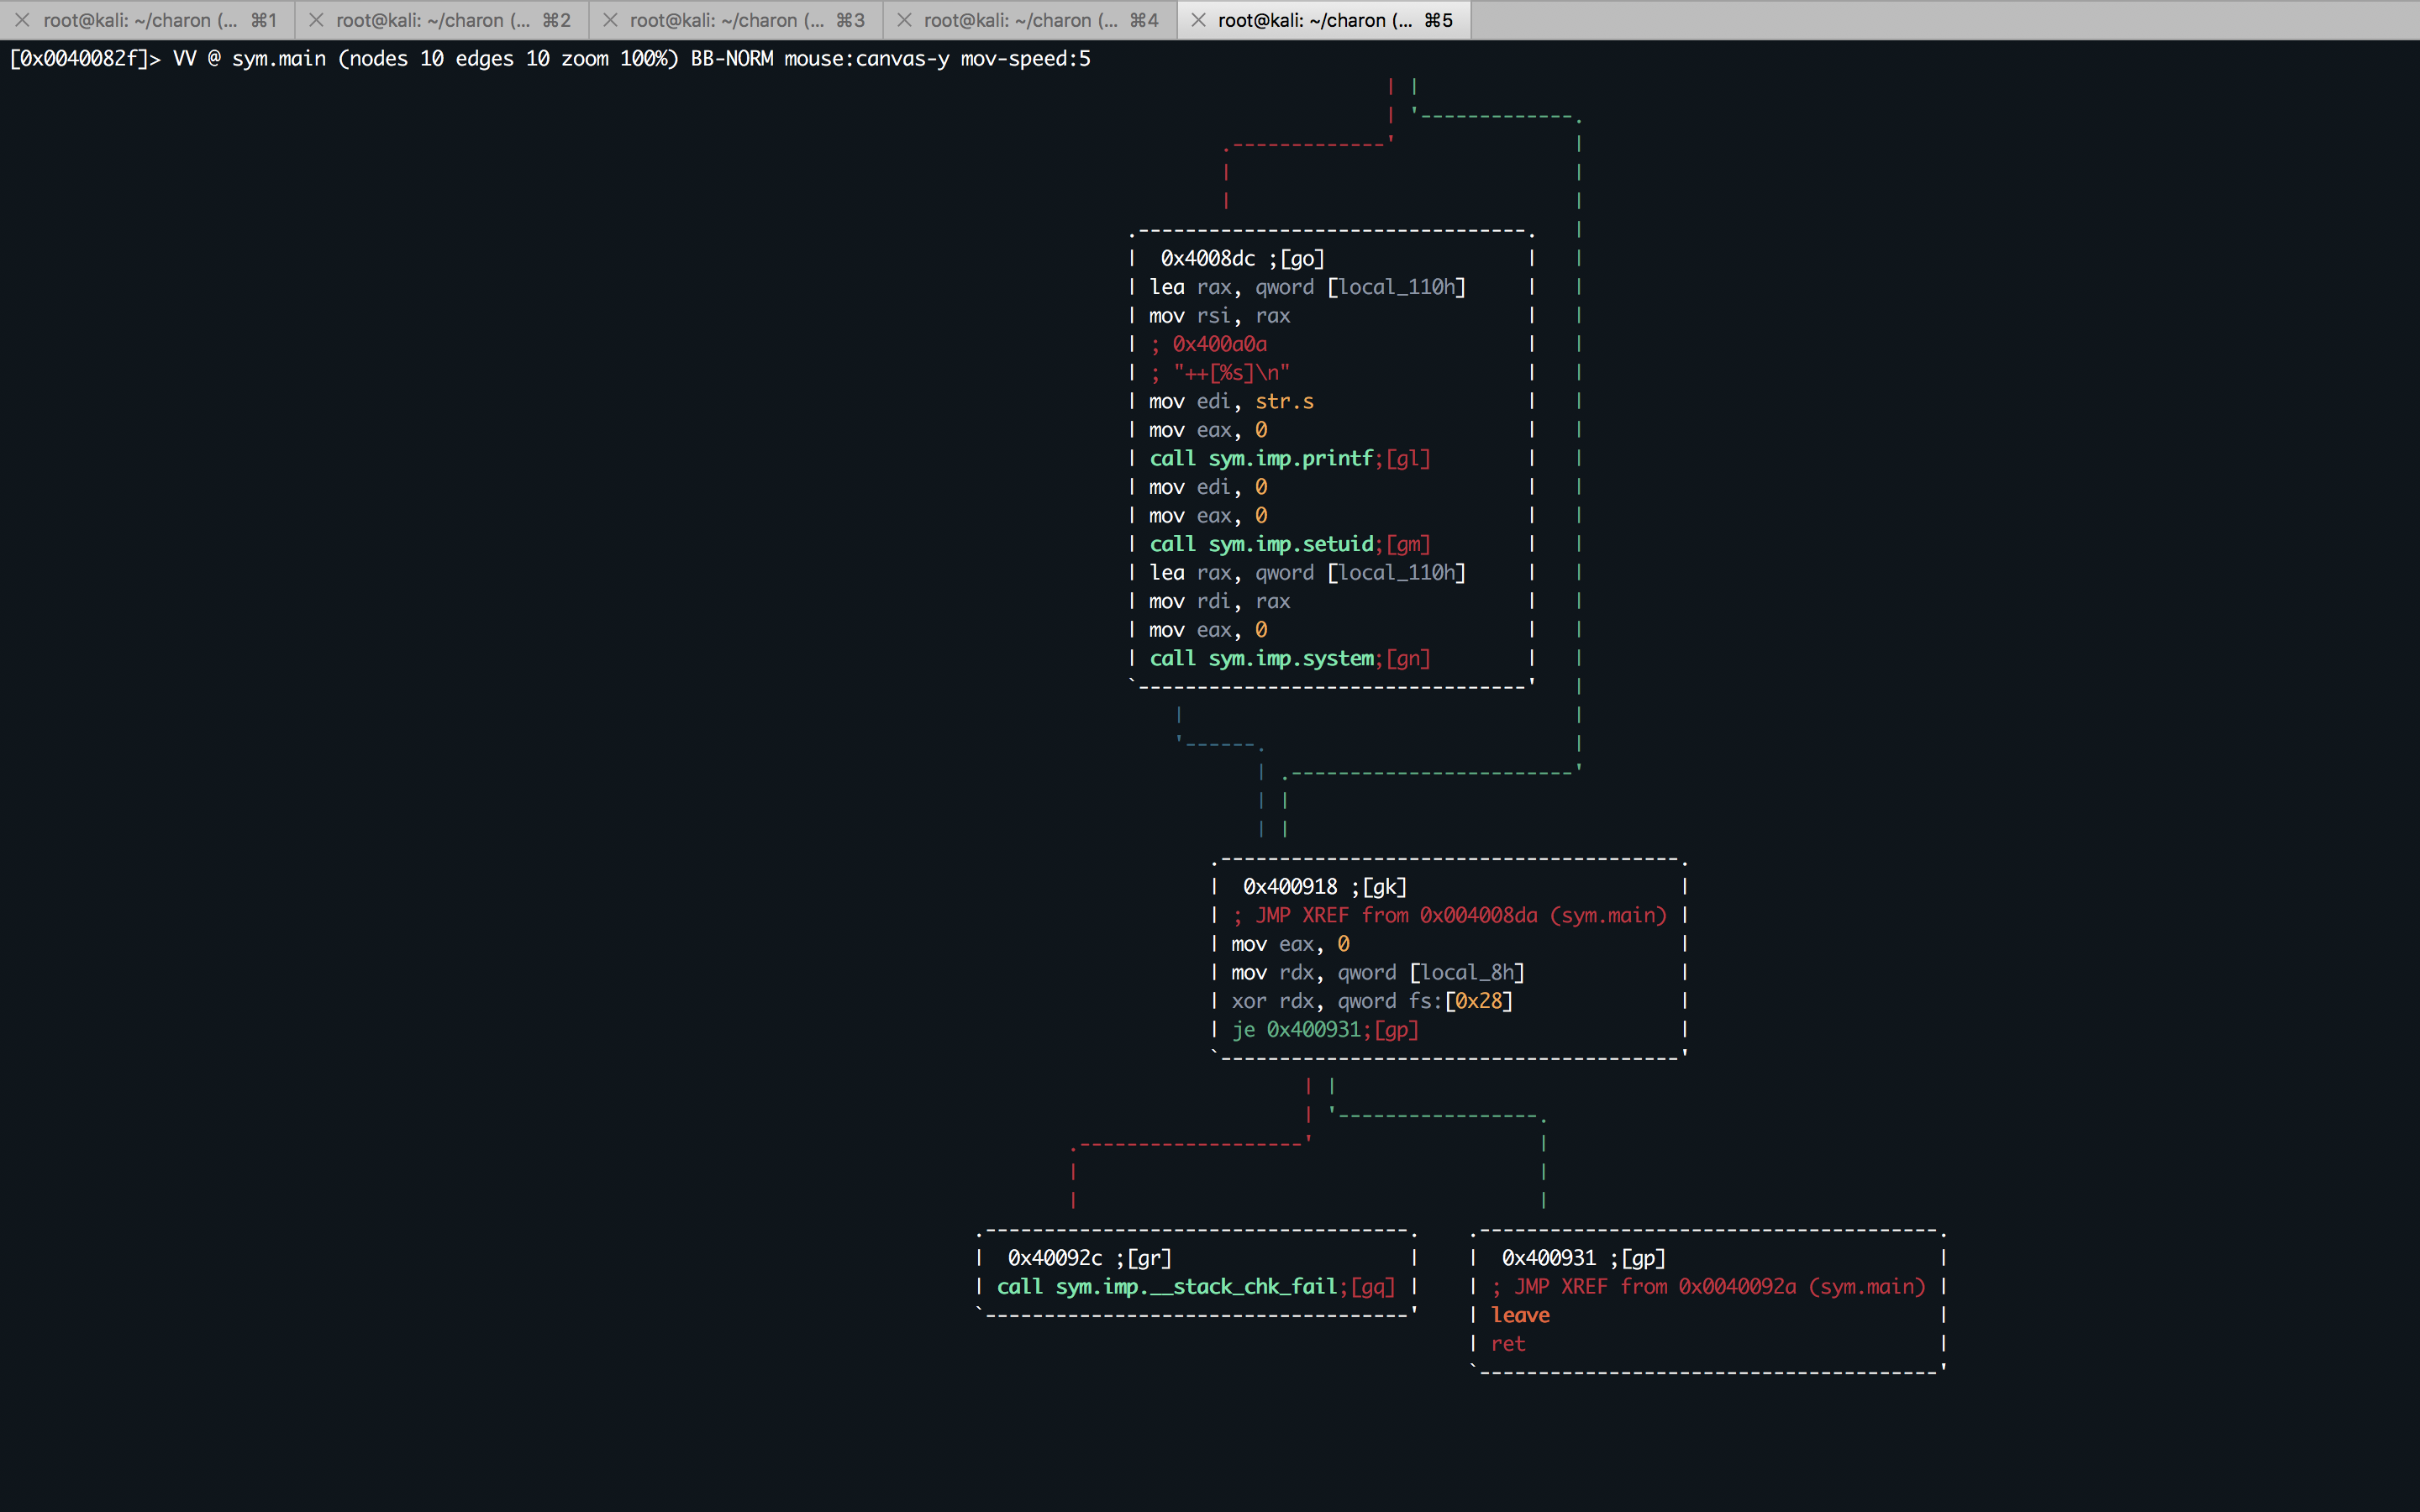 root@kali: ~/charon (... ⌘1
root@kali: ~/charon (... ⌘2
root@kali: ~/charon (... ⌘3
root@kali: ~/charon (... ⌘4
root@kali: ~/charon (... ⌘5
[0x0040082f]> VV @ sym.main (nodes 10 edges 10 zoom 100%) BB-NORM mouse:canvas-y mov-speed:5
0x4008dc ;[go]
lea rax, qword [local_110h]
mov rsi, rax
; 0x400a0a
; "++[%s]\n"
mov edi, str.s
mov eax, 0
call sym.imp.printf;[gl]
mov edi, 0
mov eax, 0
call sym.imp.setuid;[gm]
lea rax, qword [local_110h]
mov rdi, rax
mov eax, 0
call sym.imp.system;[gn]
0x400918 ;[gk]
; JMP XREF from 0x004008da (sym.main)
mov eax, 0
mov rdx, qword [local_8h]
xor rdx, qword fs:[0x28]
je 0x400931;[gp]
0x40092c ;[gr]
call sym.imp.__stack_chk_fail;[gq]
0x400931 ;[gp]
; JMP XREF from 0x0040092a (sym.main)
leave
ret